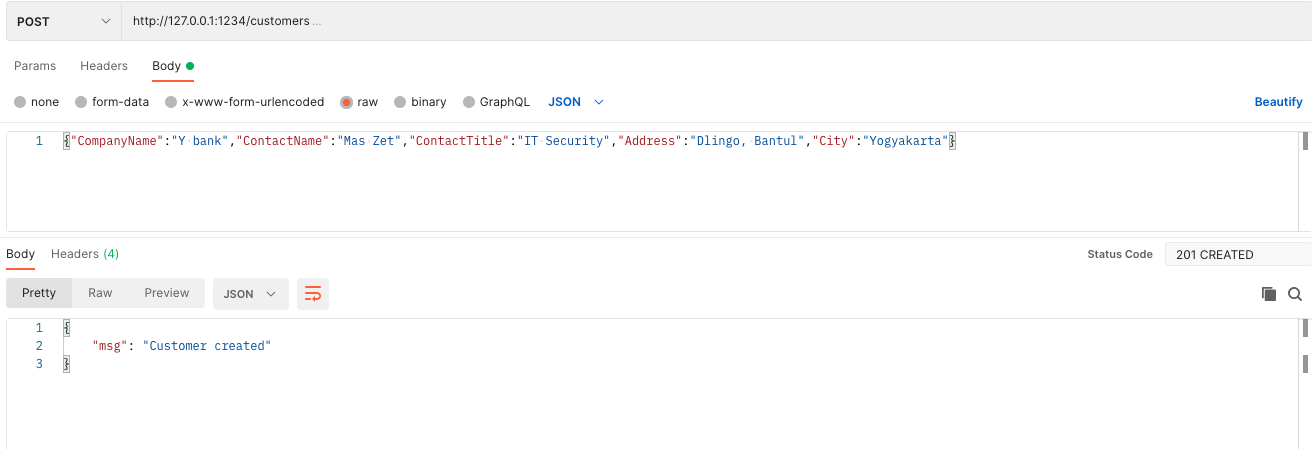 POST http://127.0.0.1:1234/customers ...
Params Headers Body
none form-data x-www-form-urlencoded raw binary GraphQL JSON Beautify
1 {"CompanyName":"Y bank","ContactName":"Mas Zet","ContactTitle":"IT Security","Address":"Dlingo, Bantul","City":"Yogyakarta"}
Body Headers (4) Status Code 201 CREATED
Pretty Raw Preview JSON
1 {
2 "msg": "Customer created"
3 }